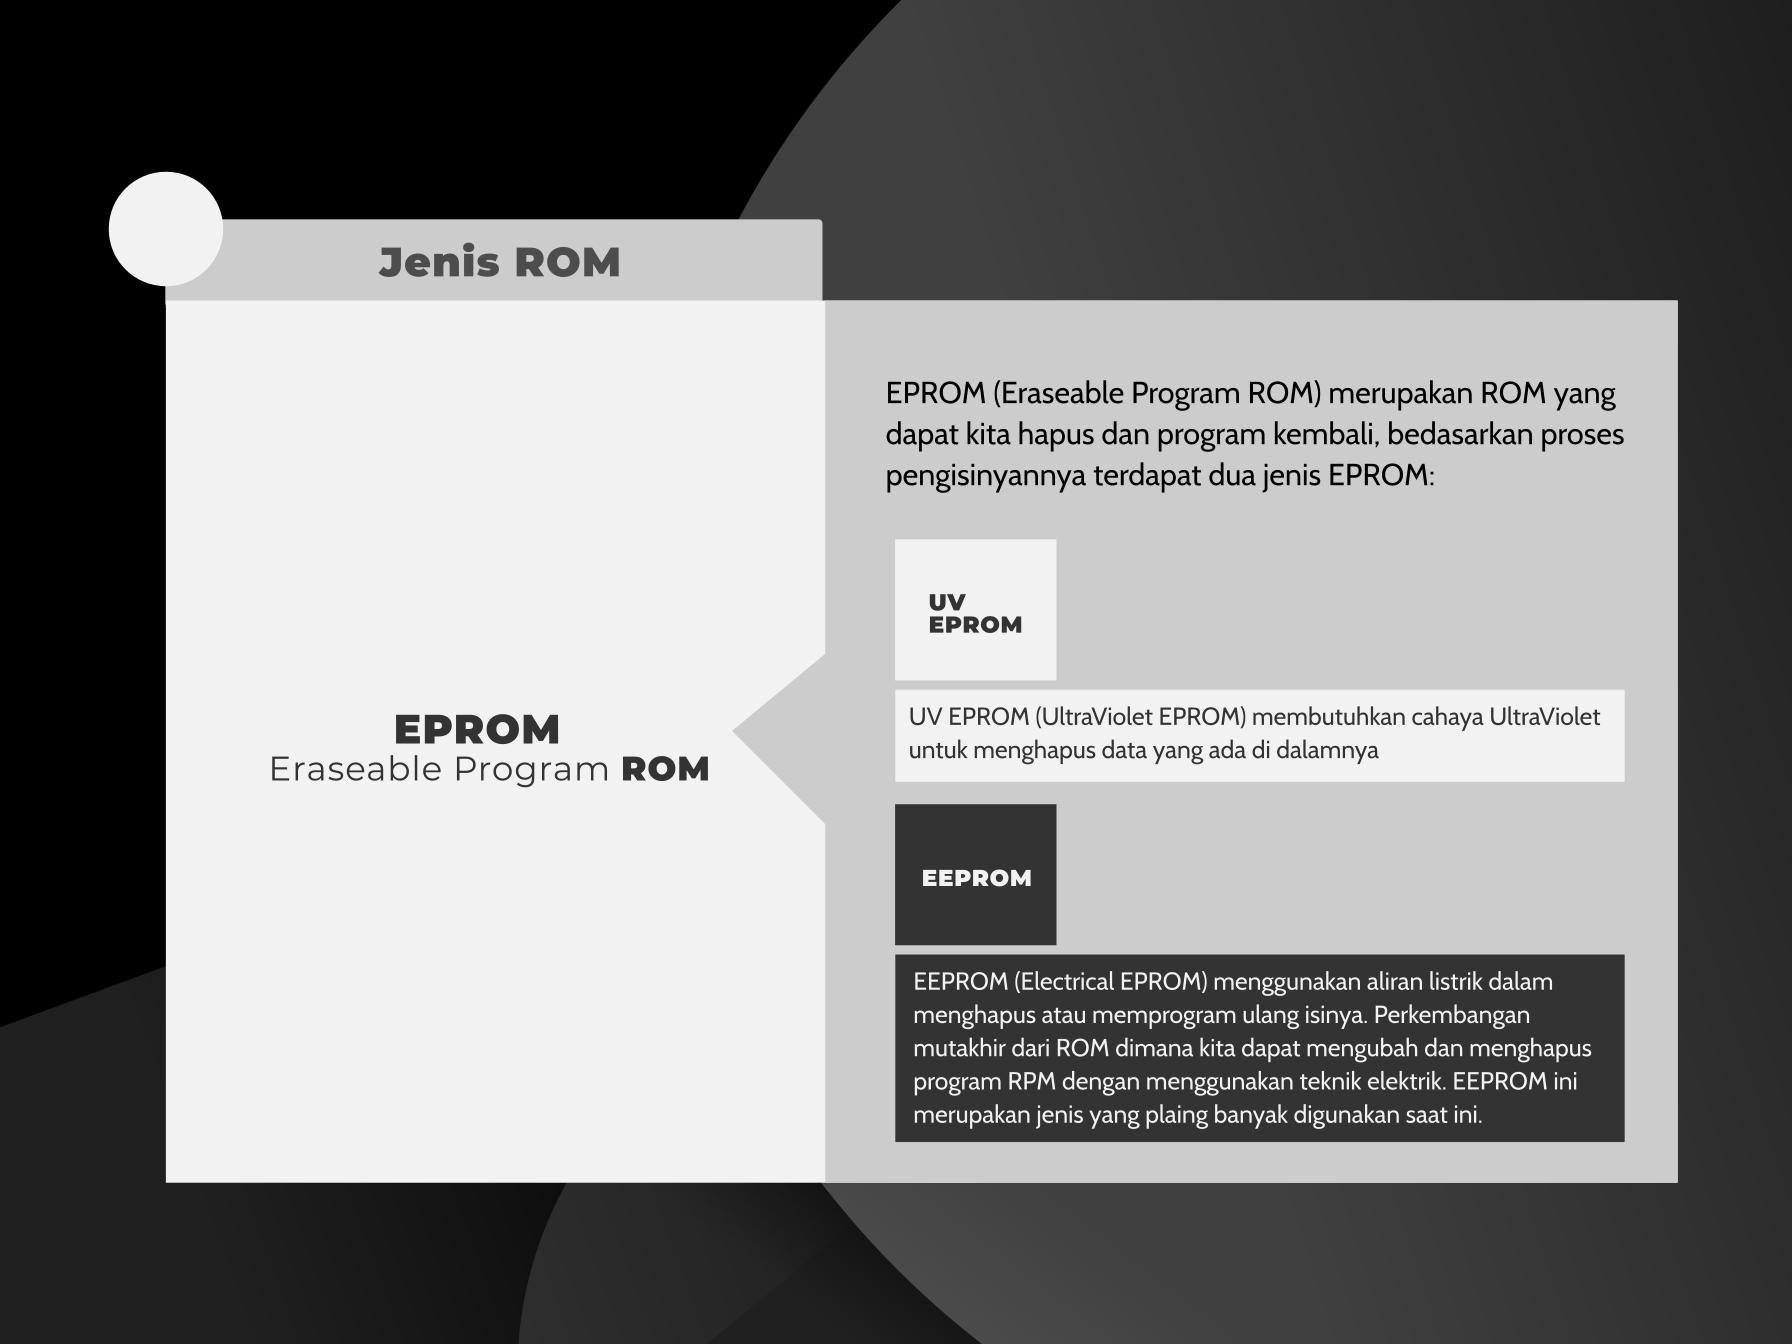 Jenis ROM
EPROM
Eraseable Program ROM
EPROM (Eraseable Program ROM) merupakan ROM yang
dapat kita hapus dan program kembali, bedasarkan proses
pengisinyannya terdapat dua jenis EPROM:
UV
EPROM
UV EPROM (UltraViolet EPROM) membutuhkan cahaya UltraViolet
untuk menghapus data yang ada di dalamnya
EEPROM
EEPROM (Electrical EPROM) menggunakan aliran listrik dalam
menghapus atau memprogram ulang isinya. Perkembangan
mutakhir dari ROM dimana kita dapat mengubah dan menghapus
program RPM dengan menggunakan teknik elektrik. EEPROM ini
merupakan jenis yang plaing banyak digunakan saat ini.